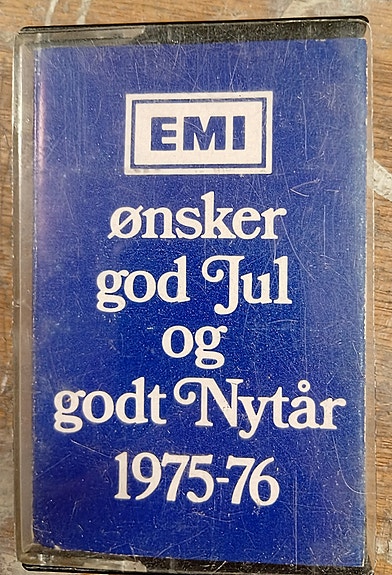 EMI
ønsker
god Jul
og
godt Nytår
1975-76